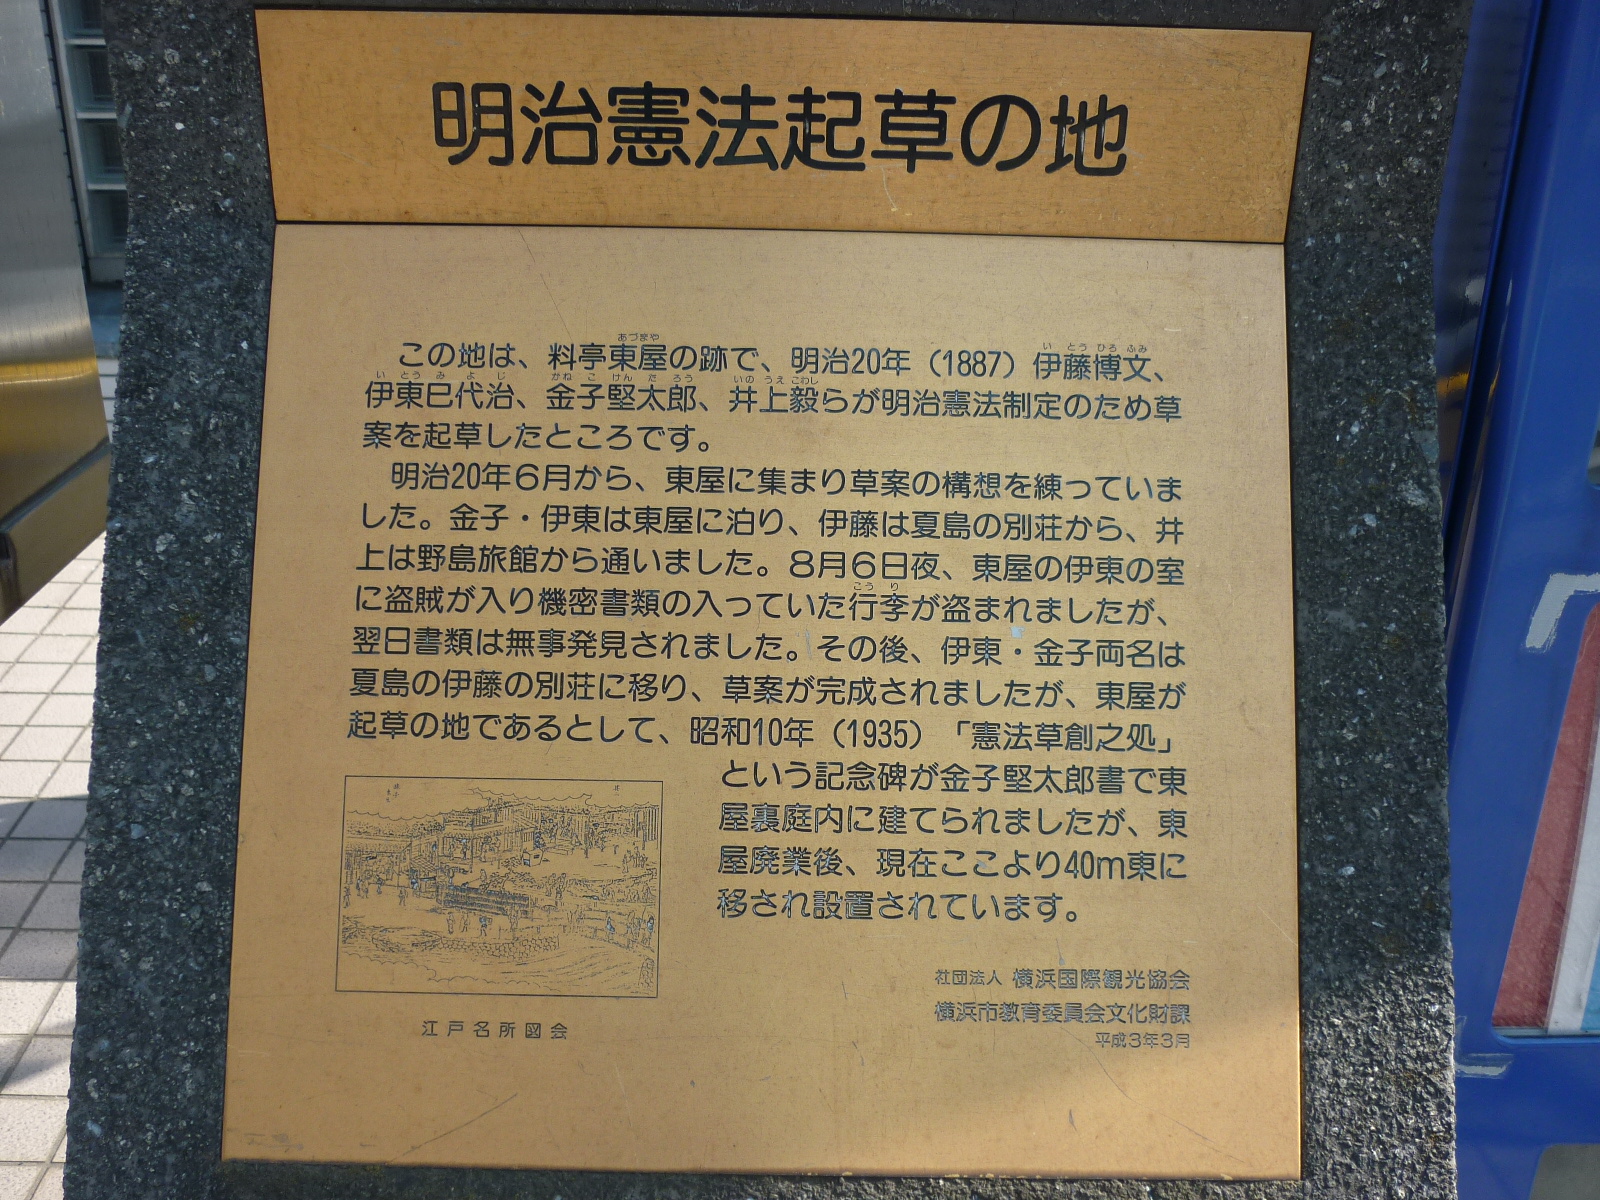 明治憲法起草の地
この地は、料亭東屋の跡で、明治20年（1887）伊藤博文、
伊東巳代治、金子堅太郎、井上毅らが明治憲法制定のため草
案を起草したところです。
明治20年６月から、東屋に集まり草案の構想を練っていま
した。金子・伊東は東屋に泊り、伊藤は夏島の別荘から、井
上は野島旅館から通いました。８月６日夜、東屋の伊東の室
に盗賊が入り機密書類の入っていた行李が盗まれましたが、
翌日書類は無事発見されました。その後、伊東・金子両名は
夏島の伊藤の別荘に移り、草案が完成されましたが、東屋が
起草の地であるとして、昭和10年（1935）「憲法草創之処」
という記念碑が金子堅太郎書で東
屋裏庭内に建てられましたが、東
屋廃業後、現在ここより40m東に
移され設置されています。
江戸名所図会
社団法人 横浜国際観光協会
横浜市教育委員会文化財課
平成３年３月